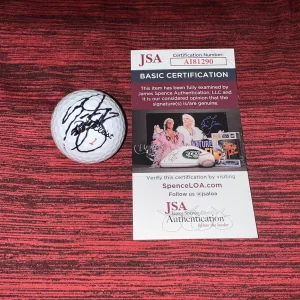 JSA
Certification Number:
AI81290
BASIC CERTIFICATION
This item has been fully examined by
James Spence Authentication, LLC and
it is our considered opinion that the
signature(s) is/are genuine.
Verify this certification by visiting
SpenceLOA.com
Follow us
JSA
James Spence
Authentication